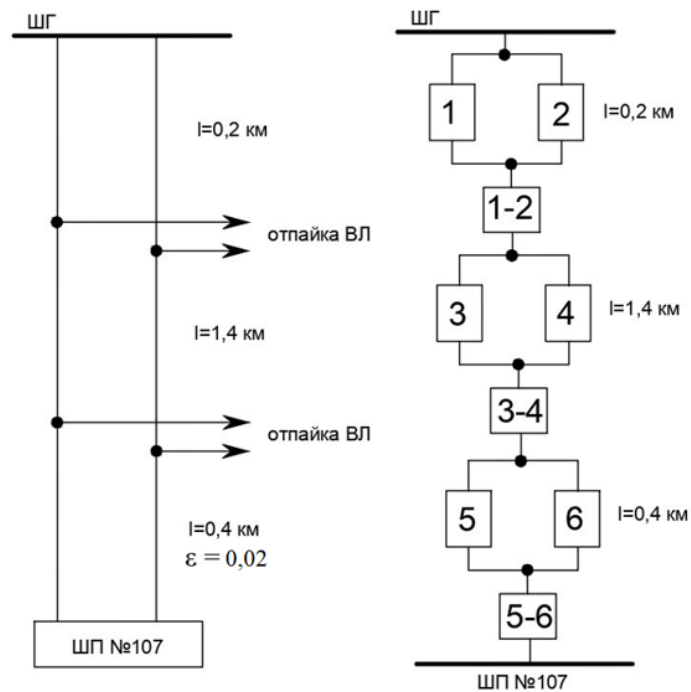 ШГ
l=0,2 км
отпайка ВЛ
l=1,4 км
отпайка ВЛ
l=0,4 км
ε = 0,02
ШП №107
ШГ
1
2
l=0,2 км
1-2
3
4
l=1,4 км
3-4
5
6
l=0,4 км
5-6
ШП №107